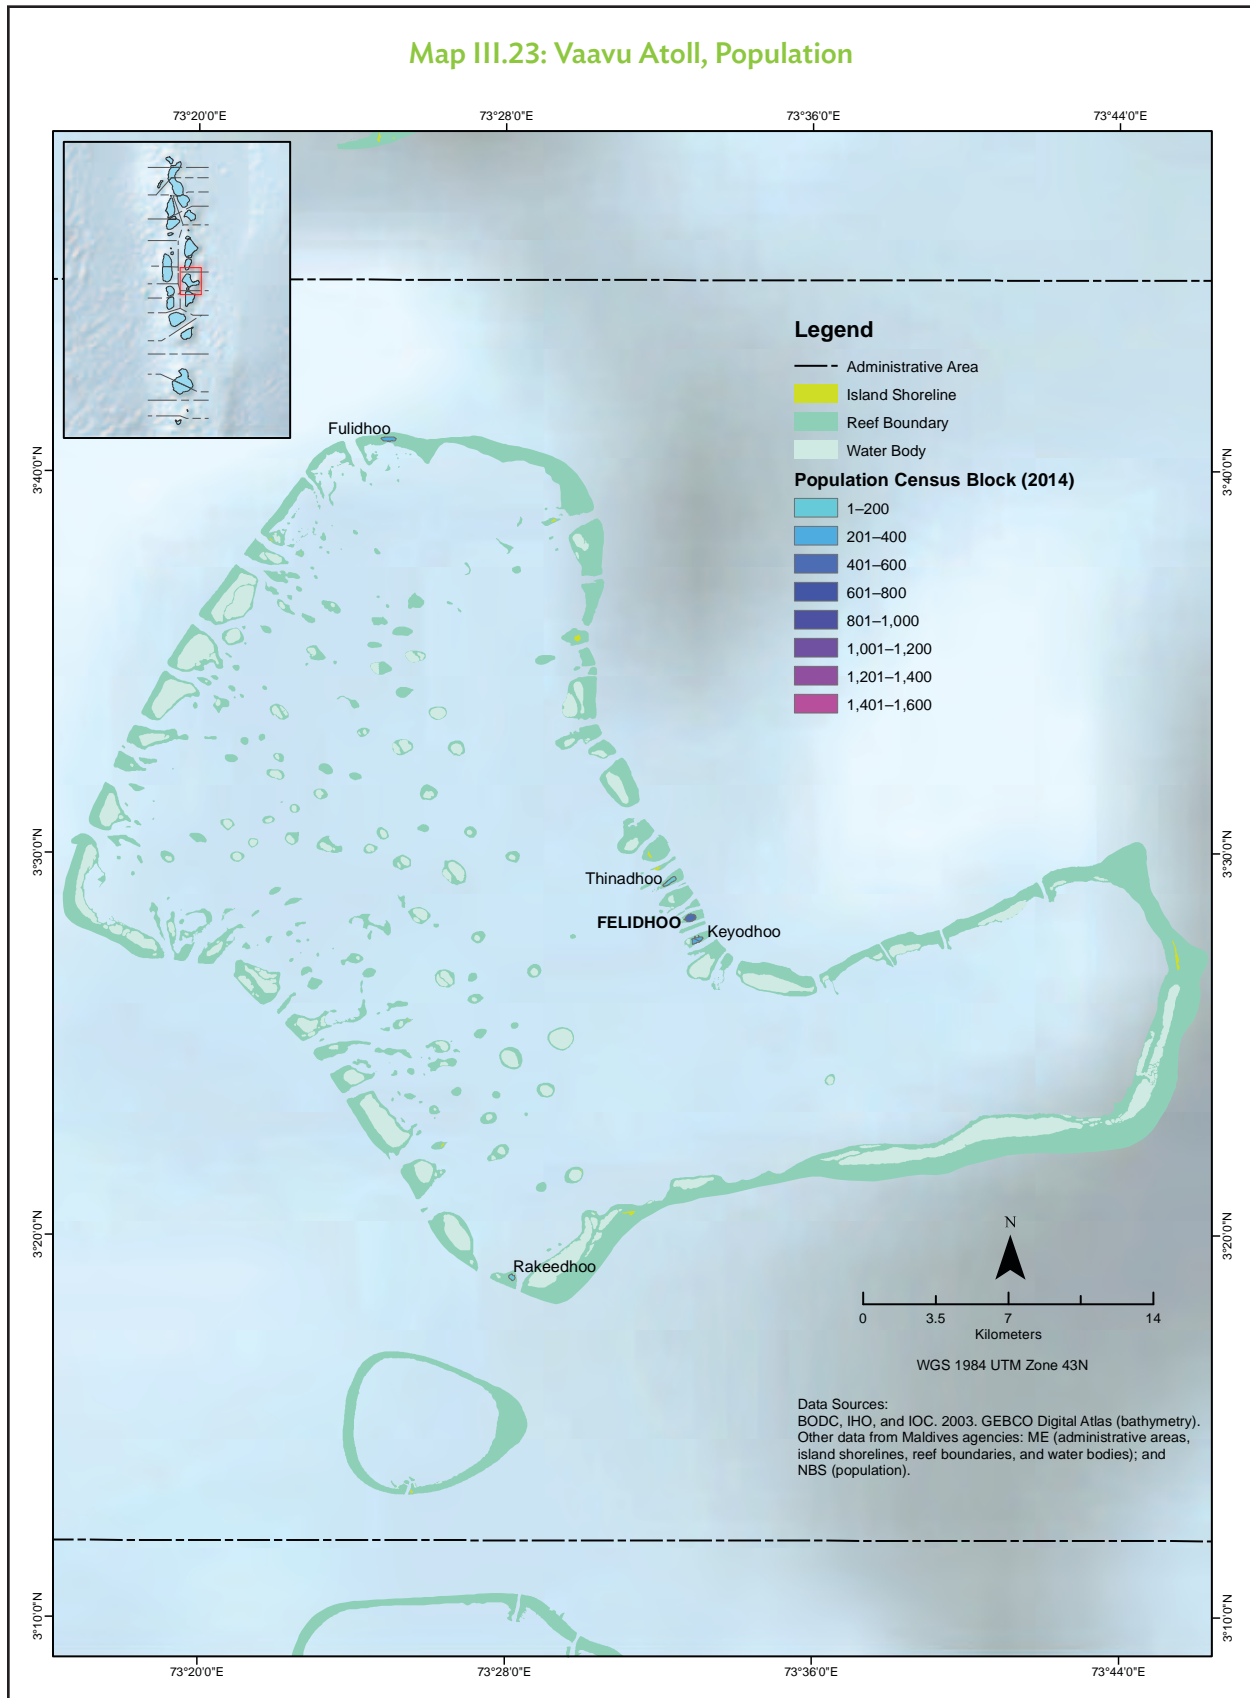 Map III.23: Vaavu Atoll, Population
73°20'0"E
73°28'0"E
73°36'0"E
73°44'0"E
Legend
Administrative Area
Island Shoreline
Reef Boundary
Water Body
Population Census Block (2014)
1–200
201–400
401–600
601–800
801–1,000
1,001–1,200
1,201–1,400
1,401–1,600
Fulidhoo
3°40'0"N
3°40'0"N
3°30'0"N
3°30'0"N
Thinadhoo
FELIDHOO
Keyodhoo
3°20'0"N
3°20'0"N
Rakeedhoo
N
0
3.5
7
14
Kilometers
WGS 1984 UTM Zone 43N
Data Sources:
BODC, IHO, and IOC. 2003. GEBCO Digital Atlas (bathymetry).
Other data from Maldives agencies: ME (administrative areas,
island shorelines, reef boundaries, and water bodies); and
NBS (population).
3°10'0"N
3°10'0"N
73°20'0"E
73°28'0"E
73°36'0"E
73°44'0"E